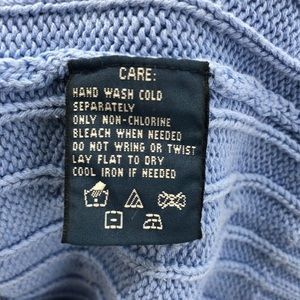 CARE:
HAND WASH COLD
SEPARATELY
ONLY NON-CHLORINE
BLEACH WHEN NEEDED
DO NOT WRING OR TWIST
LAY FLAT TO DRY
COOL IRON IF NEEDED